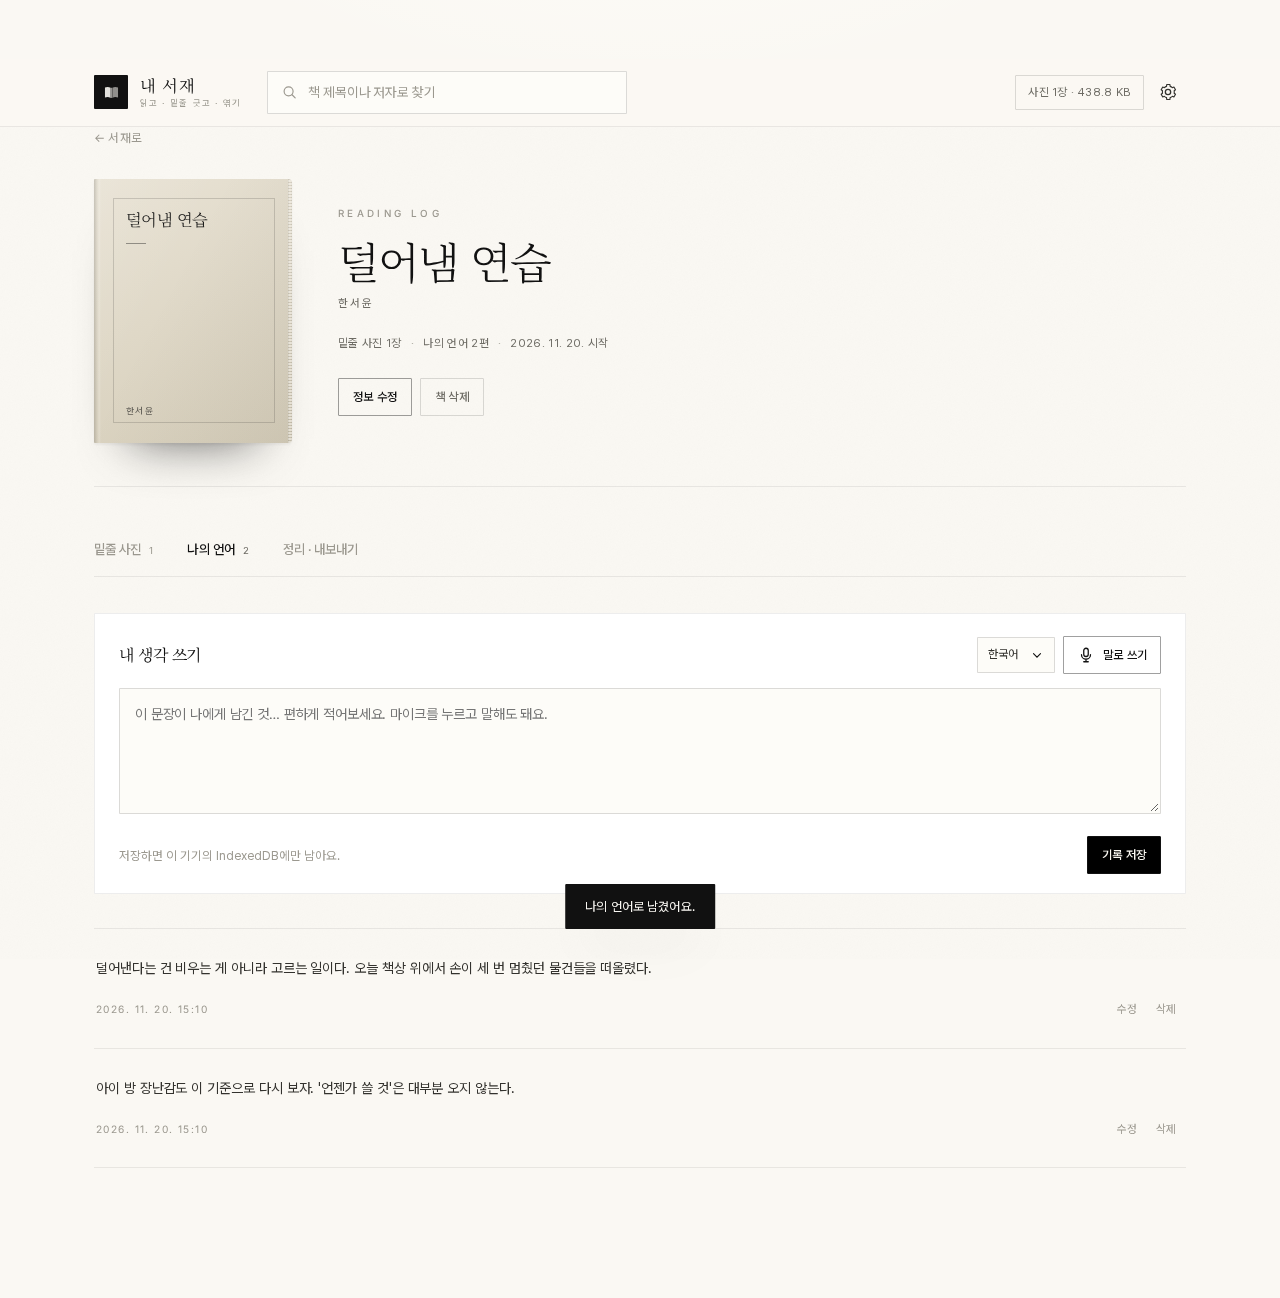 내 서재
읽고 · 밑줄 긋고 · 엮기
책 제목이나 저자로 찾기
사진 1장 · 438.8 KB
← 서재로
덜어냄 연습
한서윤
READING LOG
덜어냄 연습
한서윤
밑줄 사진 1장 · 나의 언어 2편 · 2026. 11. 20. 시작
정보 수정
책 삭제
밑줄 사진 1
나의 언어 2
정리 · 내보내기
내 생각 쓰기
한국어
말로 쓰기
이 문장이 나에게 남긴 것… 편하게 적어보세요. 마이크를 누르고 말해도 돼요.
저장하면 이 기기의 IndexedDB에만 남아요.
기록 저장
나의 언어로 남겼어요.
덜어낸다는 건 비우는 게 아니라 고르는 일이다. 오늘 책상 위에서 손이 세 번 멈췄던 물건들을 떠올렸다.
2026. 11. 20. 15:10
수정 삭제
아이 방 장난감도 이 기준으로 다시 보자. '언젠가 쓸 것'은 대부분 오지 않는다.
2026. 11. 20. 15:10
수정 삭제